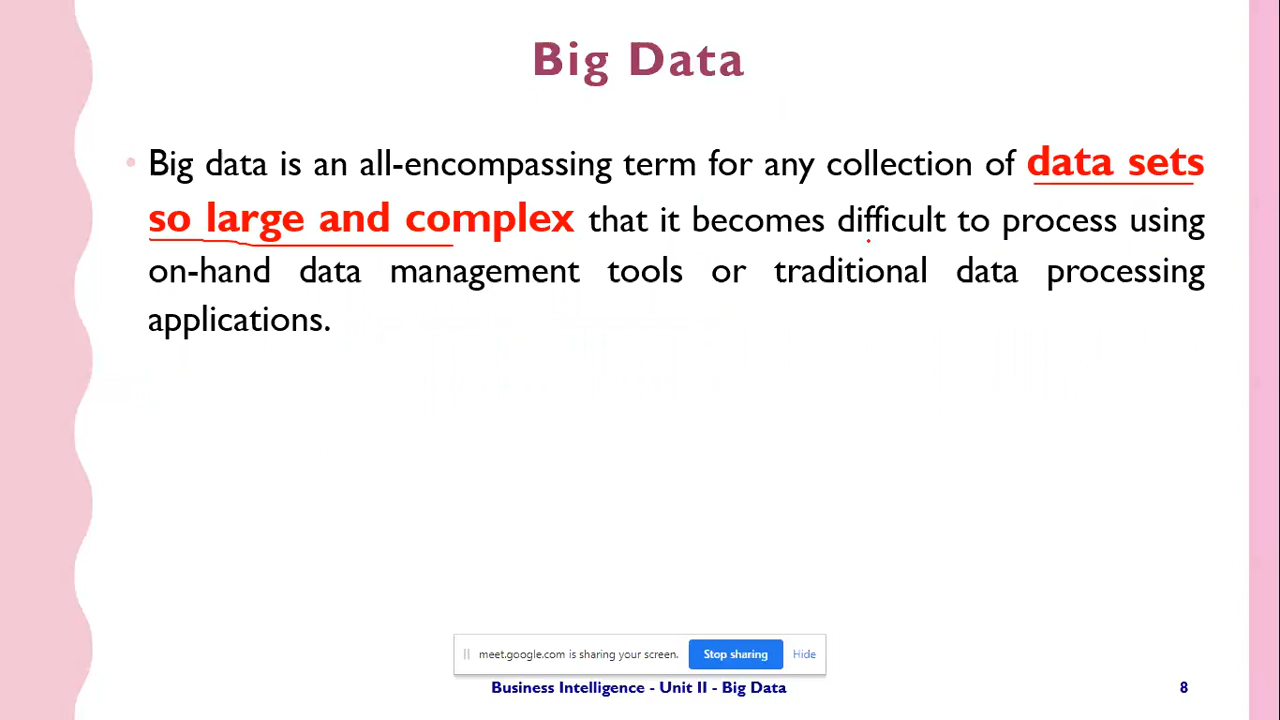 Big Data
• Big data is an all-encompassing term for any collection of data sets
so large and complex that it becomes difficult to process using
on-hand data management tools or traditional data processing
applications.
meet.google.com is sharing your screen. Stop sharing Hide
Business Intelligence - Unit II - Big Data 8